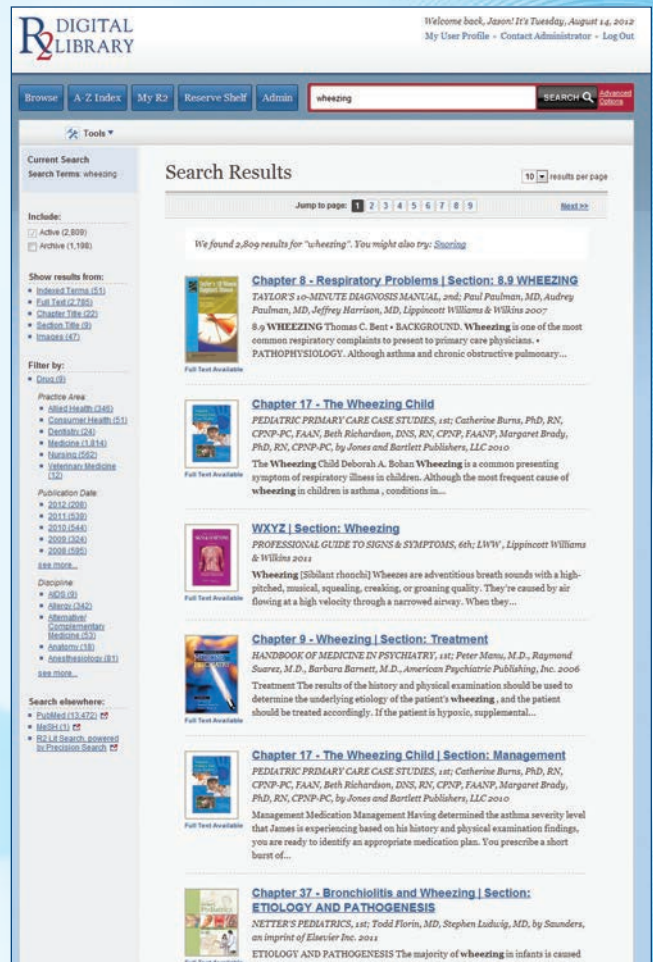 R2 DIGITAL
LIBRARY
Welcome back, Jason! It's Tuesday, August 14, 2012
My User Profile - Contact Administrator - Log Out
Browse
A-Z Index
My R2
Reserve Shelf
Admin
wheezing
SEARCH
Advanced
Options
Tools
Current Search
Search Terms: wheezing
Include:
Active (2,809)
Archive (1,198)
Show results from:
Indexed Terms (51)
Full Text (2,785)
Chapter Title (22)
Section Title (9)
Images (47)
Filter by:
Drug (9)
Practice Area:
Allied Health (346)
Consumer Health (51)
Dentistry (24)
Medicine (1,814)
Nursing (562)
Veterinary Medicine
(12)
Publication Date:
2012 (208)
2011 (539)
2010 (544)
2009 (324)
2008 (595)
see more...
Discipline:
AIDS (9)
Allergy (342)
Alternative/
Complementary
Medicine (53)
Anatomy (18)
Anesthesiology (81)
see more...
Search elsewhere:
PubMed (13,472)
MeSH (1)
R2 Lit Search, powered
by Precision Search
Search Results
10 results per page
Jump to page: 1 2 3 4 5 6 7 8 9 Next >>
We found 2,809 results for "wheezing". You might also try: Snoring
Chapter 8 - Respiratory Problems | Section: 8.9 WHEEZING
TAYLOR'S 10-MINUTE DIAGNOSIS MANUAL, 2nd; Paul Paulman, MD, Audrey
Paulman, MD, Jeffrey Harrison, MD, Lippincott Williams & Wilkins 2007
8.9 WHEEZING Thomas C. Bent • BACKGROUND. Wheezing is one of the most
common respiratory complaints to present to primary care physicians. •
PATHOPHYSIOLOGY. Although asthma and chronic obstructive pulmonary...
Full Text Available
Chapter 17 - The Wheezing Child
PEDIATRIC PRIMARY CARE CASE STUDIES, 1st; Catherine Burns, PhD, RN,
CPNP-PC, FAAN, Beth Richardson, DNS, RN, CPNP, FAANP, Margaret Brady,
PhD, RN, CPNP-PC, by Jones and Bartlett Publishers, LLC 2010
The Wheezing Child Deborah A. Bohan Wheezing is a common presenting
symptom of respiratory illness in children. Although the most frequent cause of
wheezing in children is asthma , conditions in...
Full Text Available
WXYZ | Section: Wheezing
PROFESSIONAL GUIDE TO SIGNS & SYMPTOMS, 6th; LWW , Lippincott Williams
& Wilkins 2011
Wheezing [Sibilant rhonchi] Wheezes are adventitious breath sounds with a high-
pitched, musical, squealing, creaking, or groaning quality. They're caused by air
flowing at a high velocity through a narrowed airway. When they...
Full Text Available
Chapter 9 - Wheezing | Section: Treatment
HANDBOOK OF MEDICINE IN PSYCHIATRY, 1st; Peter Manu, M.D., Raymond
Suarez, M.D., Barbara Barnett, M.D., American Psychiatric Publishing, Inc. 2006
Treatment The results of the history and physical examination should be used to
determine the underlying etiology of the patient's wheezing , and the patient
should be treated accordingly. If the patient is hypoxic, supplemental...
Full Text Available
Chapter 17 - The Wheezing Child | Section: Management
PEDIATRIC PRIMARY CARE CASE STUDIES, 1st; Catherine Burns, PhD, RN,
CPNP-PC, FAAN, Beth Richardson, DNS, RN, CPNP, FAANP, Margaret Brady,
PhD, RN, CPNP-PC, by Jones and Bartlett Publishers, LLC 2010
Management Medication Management Having determined the asthma severity level
that James is experiencing based on his history and physical examination findings,
you are ready to identify an appropriate medication plan. You prescribe a short
burst of...
Full Text Available
Chapter 37 - Bronchiolitis and Wheezing | Section:
ETIOLOGY AND PATHOGENESIS
NETTER'S PEDIATRICS, 1st; Todd Florin, MD, Stephen Ludwig, MD, by Saunders,
an imprint of Elsevier Inc. 2011
ETIOLOGY AND PATHOGENESIS The majority of wheezing in infants is caused